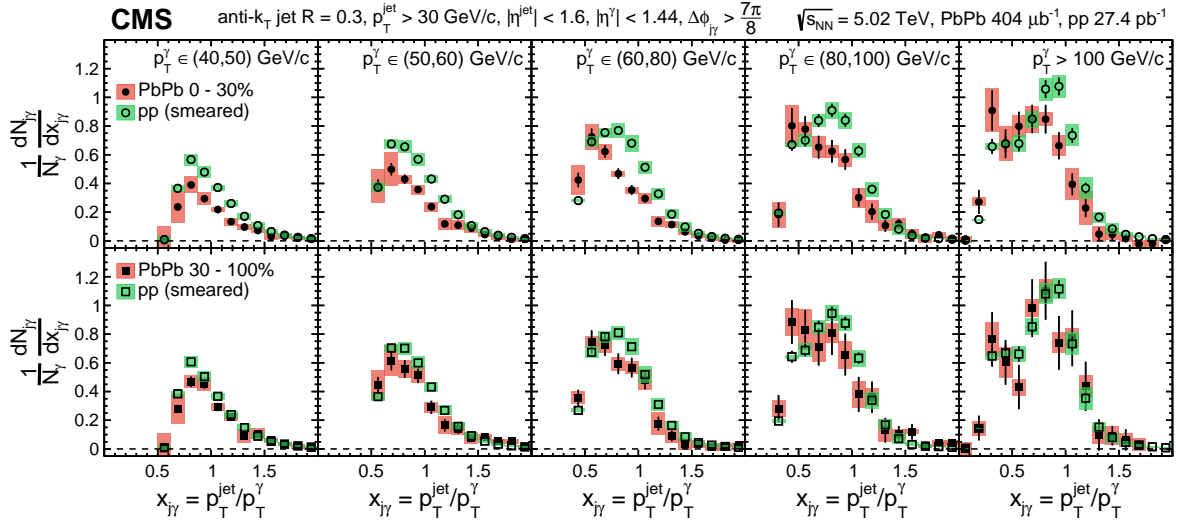 CMS anti-k_T jet R = 0.3, p_T^jet > 30 GeV/c, |η^jet| < 1.6, |η^γ| < 1.44, Δφ_jγ > 7π/8 √s_NN = 5.02 TeV, PbPb 404 μb⁻¹, pp 27.4 pb⁻¹
p_T^γ ∈ (40,50) GeV/c p_T^γ ∈ (50,60) GeV/c p_T^γ ∈ (60,80) GeV/c p_T^γ ∈ (80,100) GeV/c p_T^γ > 100 GeV/c
PbPb 0 - 30%
pp (smeared)
1/N_γ dN_jγ/dx_jγ
1.2
1
0.8
0.6
0.4
0.2
0
PbPb 30 - 100%
pp (smeared)
1/N_γ dN_jγ/dx_jγ
1.2
1
0.8
0.6
0.4
0.2
0
0.5 1 1.5 0.5 1 1.5 0.5 1 1.5 0.5 1 1.5 0.5 1 1.5 2
x_jγ = p_T^jet/p_T^γ x_jγ = p_T^jet/p_T^γ x_jγ = p_T^jet/p_T^γ x_jγ = p_T^jet/p_T^γ x_jγ = p_T^jet/p_T^γ